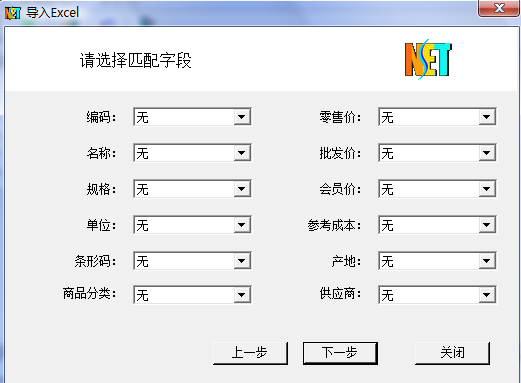 导入Excel
请选择匹配字段
NSET
编码： 无
零售价： 无
名称： 无
批发价： 无
规格： 无
会员价： 无
单位： 无
参考成本： 无
条形码： 无
产地： 无
商品分类： 无
供应商： 无
上一步
下一步
关闭